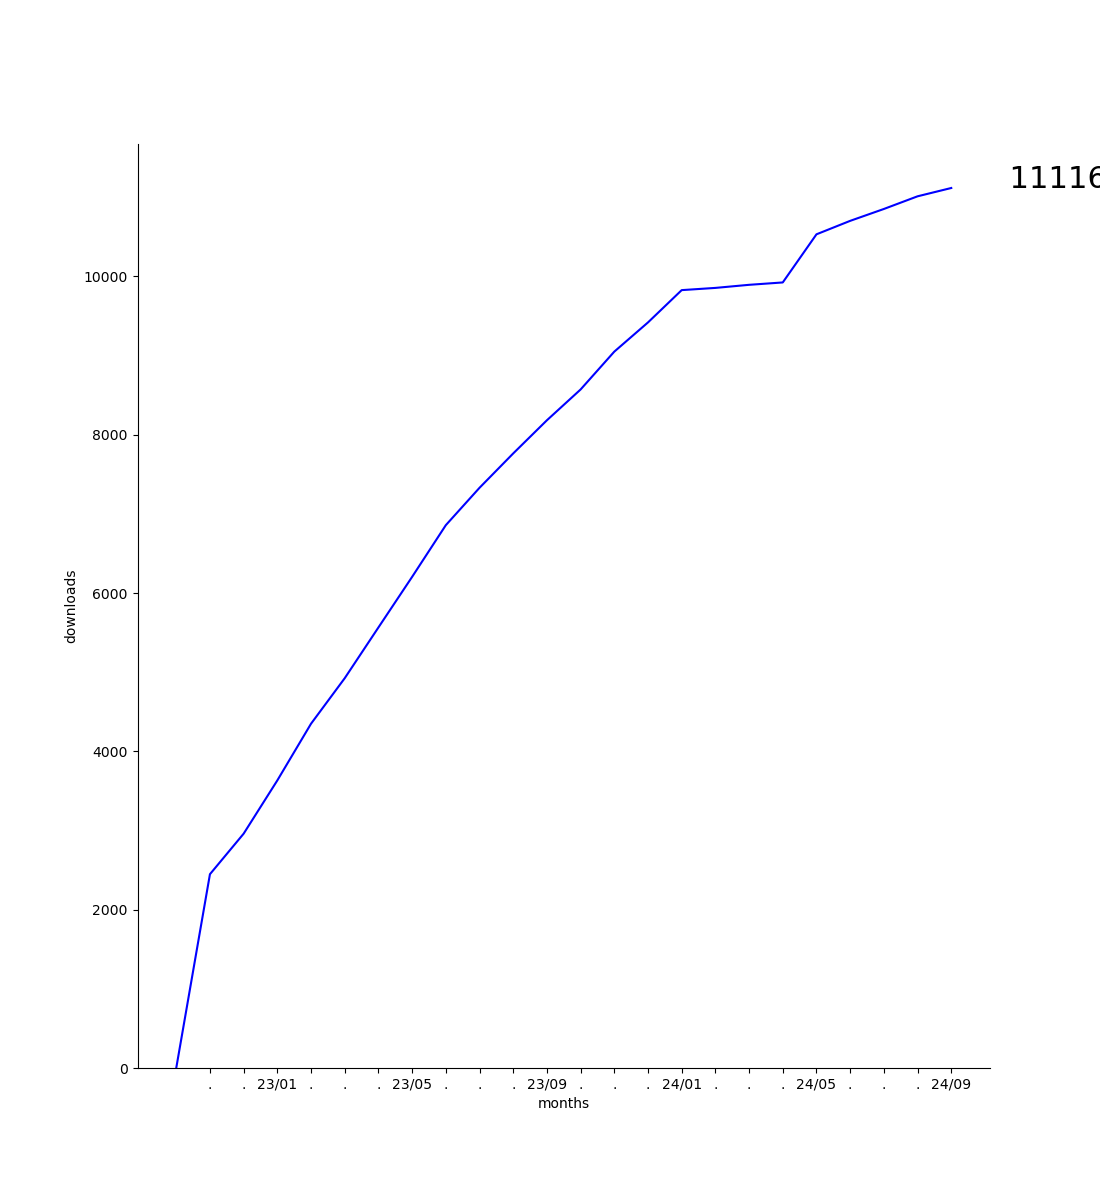 11116
10000
8000
6000
4000
2000
0
downloads
. . 23/01 . . . 23/05 . . . 23/09 . . . 24/01 . . . 24/05 . . . 24/09
months